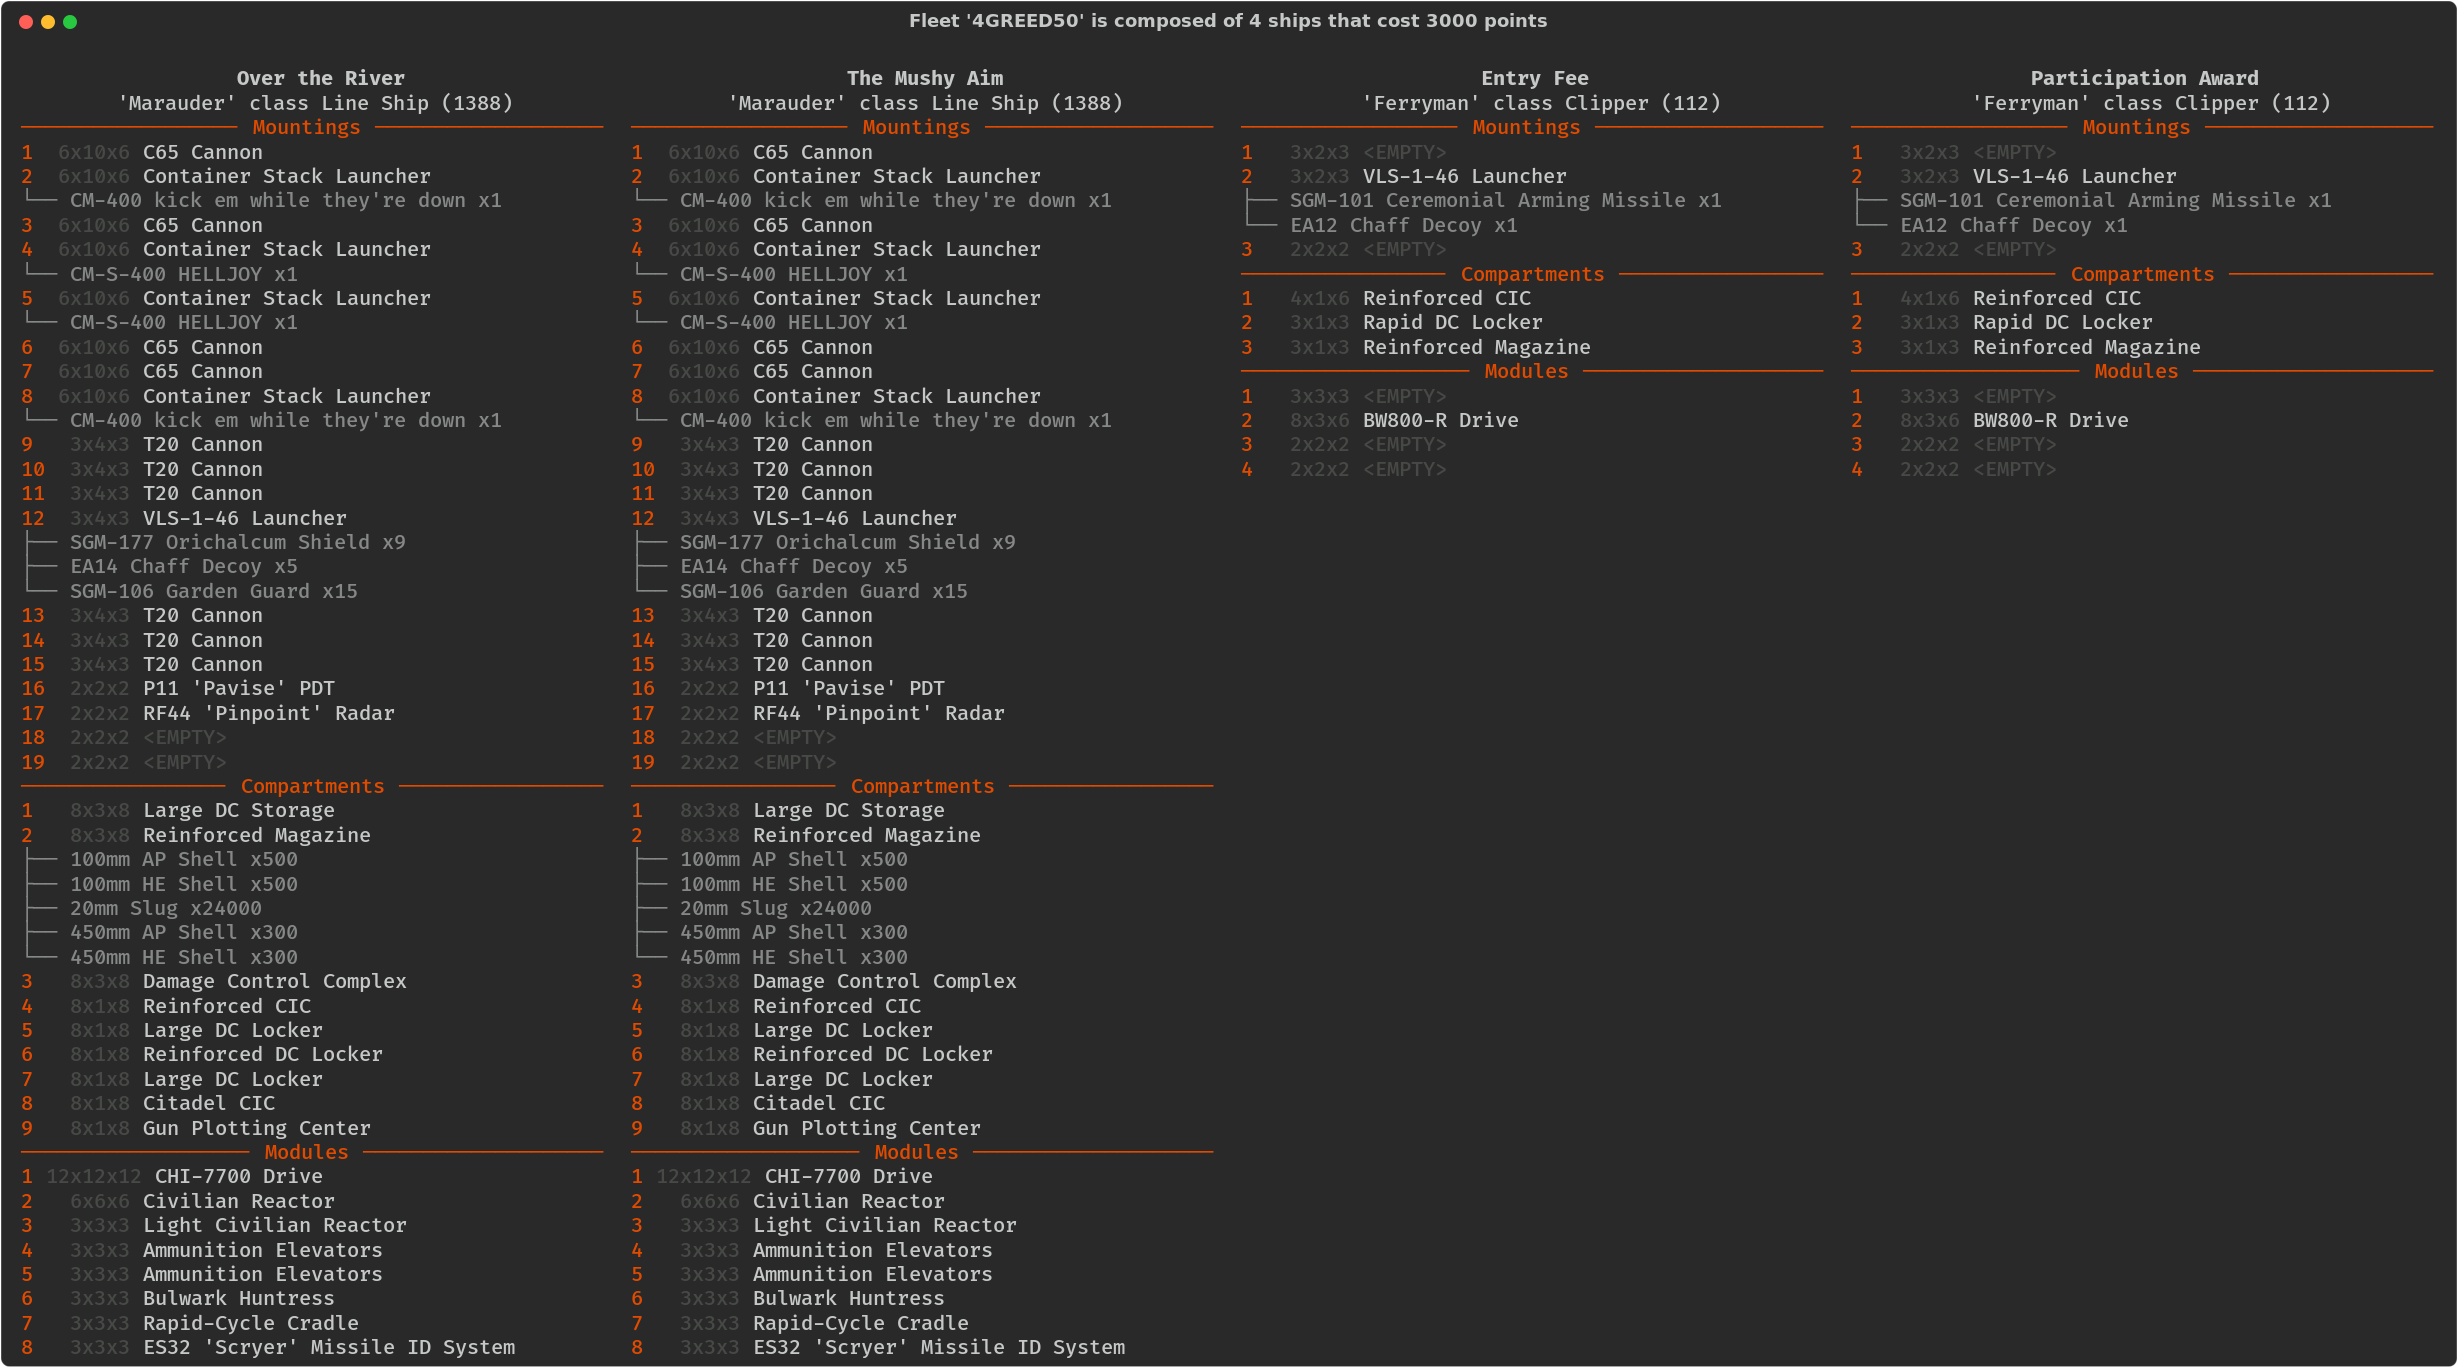 Fleet '4GREED50' is composed of 4 ships that cost 3000 points
Over the River
'Marauder' class Line Ship (1388)
Mountings
1 6x10x6 C65 Cannon
2 6x10x6 Container Stack Launcher
CM-400 kick em while they're down x1
3 6x10x6 C65 Cannon
4 6x10x6 Container Stack Launcher
CM-S-400 HELLJOY x1
5 6x10x6 Container Stack Launcher
CM-S-400 HELLJOY x1
6 6x10x6 C65 Cannon
7 6x10x6 C65 Cannon
8 6x10x6 Container Stack Launcher
CM-400 kick em while they're down x1
9 3x4x3 T20 Cannon
10 3x4x3 T20 Cannon
11 3x4x3 T20 Cannon
12 3x4x3 VLS-1-46 Launcher
SGM-177 Orichalcum Shield x9
EA14 Chaff Decoy x5
SGM-106 Garden Guard x15
13 3x4x3 T20 Cannon
14 3x4x3 T20 Cannon
15 3x4x3 T20 Cannon
16 2x2x2 P11 'Pavise' PDT
17 2x2x2 RF44 'Pinpoint' Radar
18 2x2x2 <EMPTY>
19 2x2x2 <EMPTY>
Compartments
1 8x3x8 Large DC Storage
2 8x3x8 Reinforced Magazine
100mm AP Shell x500
100mm HE Shell x500
20mm Slug x24000
450mm AP Shell x300
450mm HE Shell x300
3 8x3x8 Damage Control Complex
4 8x1x8 Reinforced CIC
5 8x1x8 Large DC Locker
6 8x1x8 Reinforced DC Locker
7 8x1x8 Large DC Locker
8 8x1x8 Citadel CIC
9 8x1x8 Gun Plotting Center
Modules
1 12x12x12 CHI-7700 Drive
2 6x6x6 Civilian Reactor
3 3x3x3 Light Civilian Reactor
4 3x3x3 Ammunition Elevators
5 3x3x3 Ammunition Elevators
6 3x3x3 Bulwark Huntress
7 3x3x3 Rapid-Cycle Cradle
8 3x3x3 ES32 'Scryer' Missile ID System
The Mushy Aim
'Marauder' class Line Ship (1388)
Mountings
1 6x10x6 C65 Cannon
2 6x10x6 Container Stack Launcher
CM-400 kick em while they're down x1
3 6x10x6 C65 Cannon
4 6x10x6 Container Stack Launcher
CM-S-400 HELLJOY x1
5 6x10x6 Container Stack Launcher
CM-S-400 HELLJOY x1
6 6x10x6 C65 Cannon
7 6x10x6 C65 Cannon
8 6x10x6 Container Stack Launcher
CM-400 kick em while they're down x1
9 3x4x3 T20 Cannon
10 3x4x3 T20 Cannon
11 3x4x3 T20 Cannon
12 3x4x3 VLS-1-46 Launcher
SGM-177 Orichalcum Shield x9
EA14 Chaff Decoy x5
SGM-106 Garden Guard x15
13 3x4x3 T20 Cannon
14 3x4x3 T20 Cannon
15 3x4x3 T20 Cannon
16 2x2x2 P11 'Pavise' PDT
17 2x2x2 RF44 'Pinpoint' Radar
18 2x2x2 <EMPTY>
19 2x2x2 <EMPTY>
Compartments
1 8x3x8 Large DC Storage
2 8x3x8 Reinforced Magazine
100mm AP Shell x500
100mm HE Shell x500
20mm Slug x24000
450mm AP Shell x300
450mm HE Shell x300
3 8x3x8 Damage Control Complex
4 8x1x8 Reinforced CIC
5 8x1x8 Large DC Locker
6 8x1x8 Reinforced DC Locker
7 8x1x8 Large DC Locker
8 8x1x8 Citadel CIC
9 8x1x8 Gun Plotting Center
Modules
1 12x12x12 CHI-7700 Drive
2 6x6x6 Civilian Reactor
3 3x3x3 Light Civilian Reactor
4 3x3x3 Ammunition Elevators
5 3x3x3 Ammunition Elevators
6 3x3x3 Bulwark Huntress
7 3x3x3 Rapid-Cycle Cradle
8 3x3x3 ES32 'Scryer' Missile ID System
Entry Fee
'Ferryman' class Clipper (112)
Mountings
1 3x2x3 <EMPTY>
2 3x2x3 VLS-1-46 Launcher
SGM-101 Ceremonial Arming Missile x1
EA12 Chaff Decoy x1
3 2x2x2 <EMPTY>
Compartments
1 4x1x6 Reinforced CIC
2 3x1x3 Rapid DC Locker
3 3x1x3 Reinforced Magazine
Modules
1 3x3x3 <EMPTY>
2 8x3x6 BW800-R Drive
3 2x2x2 <EMPTY>
4 2x2x2 <EMPTY>
Participation Award
'Ferryman' class Clipper (112)
Mountings
1 3x2x3 <EMPTY>
2 3x2x3 VLS-1-46 Launcher
SGM-101 Ceremonial Arming Missile x1
EA12 Chaff Decoy x1
3 2x2x2 <EMPTY>
Compartments
1 4x1x6 Reinforced CIC
2 3x1x3 Rapid DC Locker
3 3x1x3 Reinforced Magazine
Modules
1 3x3x3 <EMPTY>
2 8x3x6 BW800-R Drive
3 2x2x2 <EMPTY>
4 2x2x2 <EMPTY>